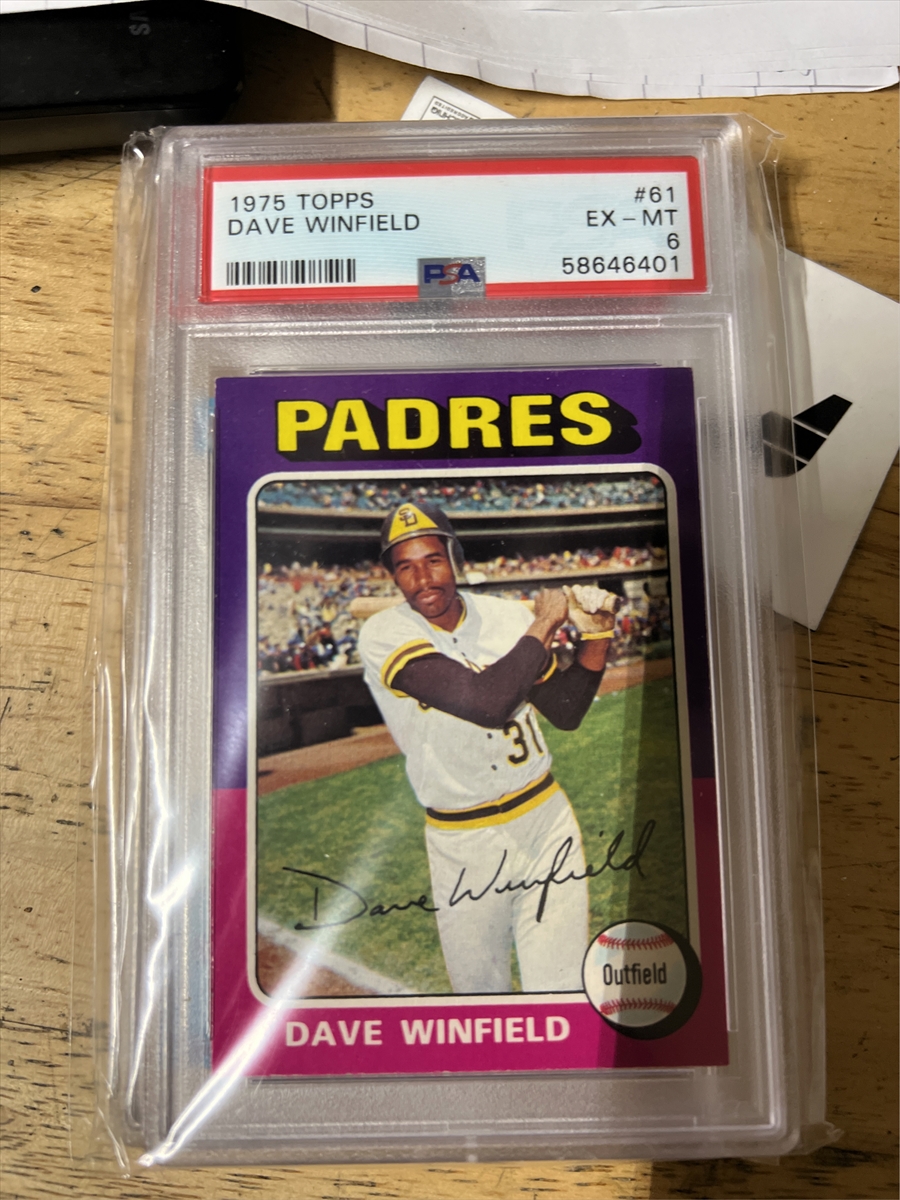 1975 TOPPS
#61
DAVE WINFIELD
EX - MT
6
58646401
PSA
PADRES
SD
31
Dave Winfield
Outfield
DAVE WINFIELD